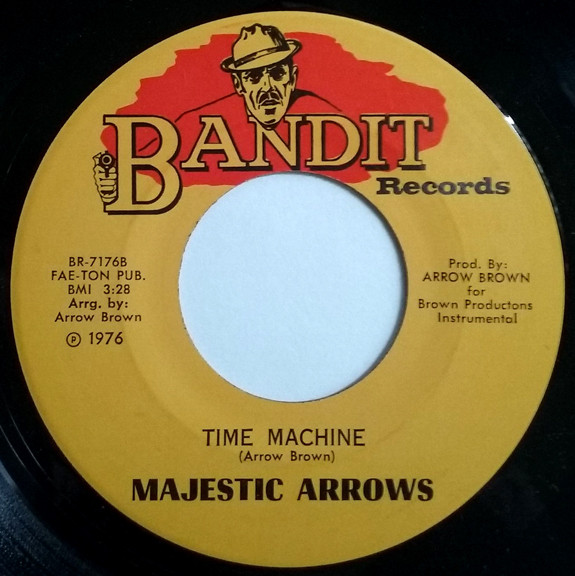 BANDIT
Records
BR-7176B
FAE-TON PUB.
BMI 3:28
Arrg. by:
Arrow Brown
℗ 1976
Prod. By:
ARROW BROWN
for
Brown Productons
Instrumental
TIME MACHINE
(Arrow Brown)
MAJESTIC ARROWS